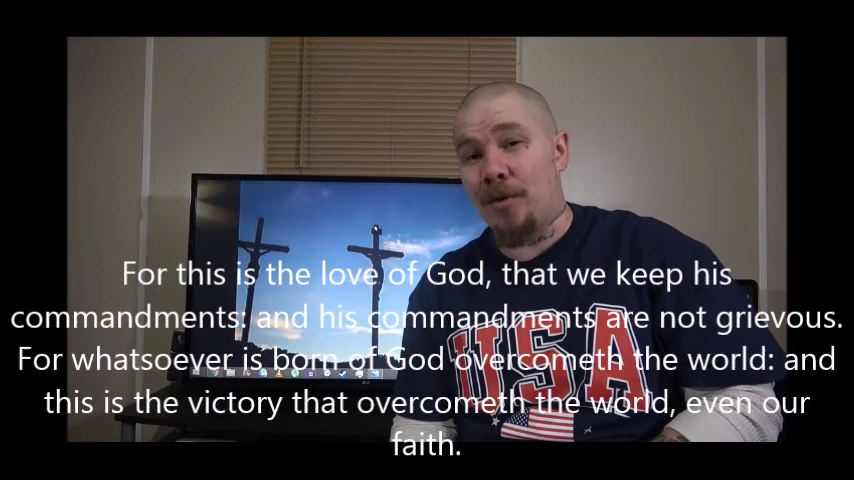 For this is the love of God, that we keep his
commandments: and his commandments are not grievous.
For whatsoever is born of God overcometh the world: and
this is the victory that overcometh the world, even our
faith.
USA